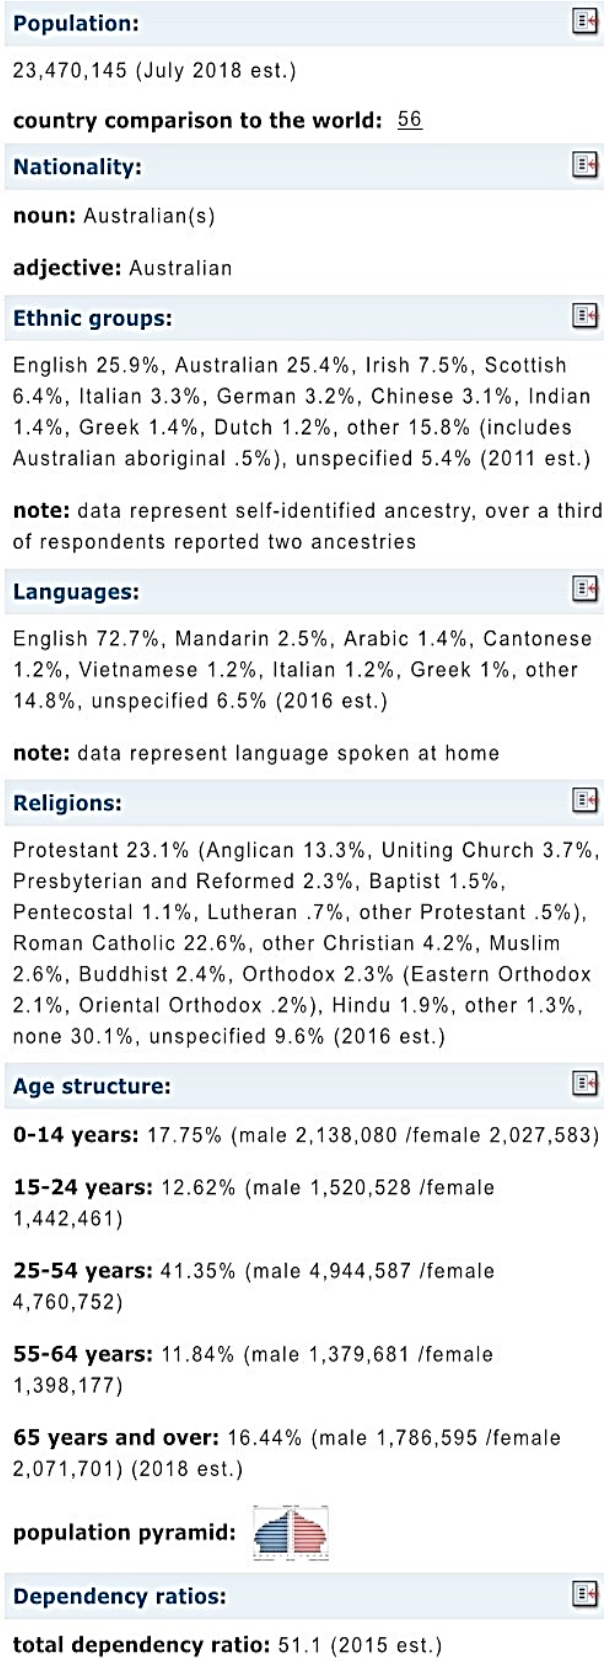 Population:
23,470,145 (July 2018 est.)
country comparison to the world: 56
Nationality:
noun: Australian(s)
adjective: Australian
Ethnic groups:
English 25.9%, Australian 25.4%, Irish 7.5%, Scottish
6.4%, Italian 3.3%, German 3.2%, Chinese 3.1%, Indian
1.4%, Greek 1.4%, Dutch 1.2%, other 15.8% (includes
Australian aboriginal .5%), unspecified 5.4% (2011 est.)
note: data represent self-identified ancestry, over a third
of respondents reported two ancestries
Languages:
English 72.7%, Mandarin 2.5%, Arabic 1.4%, Cantonese
1.2%, Vietnamese 1.2%, Italian 1.2%, Greek 1%, other
14.8%, unspecified 6.5% (2016 est.)
note: data represent language spoken at home
Religions:
Protestant 23.1% (Anglican 13.3%, Uniting Church 3.7%,
Presbyterian and Reformed 2.3%, Baptist 1.5%,
Pentecostal 1.1%, Lutheran .7%, other Protestant .5%),
Roman Catholic 22.6%, other Christian 4.2%, Muslim
2.6%, Buddhist 2.4%, Orthodox 2.3% (Eastern Orthodox
2.1%, Oriental Orthodox .2%), Hindu 1.9%, other 1.3%,
none 30.1%, unspecified 9.6% (2016 est.)
Age structure:
0-14 years: 17.75% (male 2,138,080 /female 2,027,583)
15-24 years: 12.62% (male 1,520,528 /female
1,442,461)
25-54 years: 41.35% (male 4,944,587 /female
4,760,752)
55-64 years: 11.84% (male 1,379,681 /female
1,398,177)
65 years and over: 16.44% (male 1,786,595 /female
2,071,701) (2018 est.)
population pyramid:
Dependency ratios:
total dependency ratio: 51.1 (2015 est.)